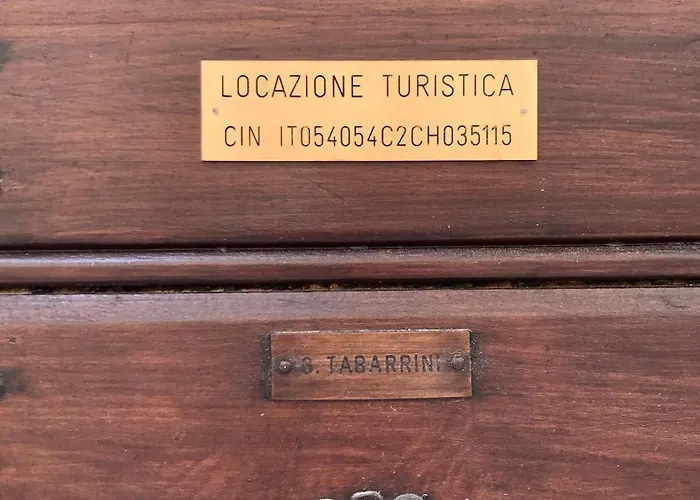 LOCAZIONE TURISTICA
CIN IT054054C2CH035115
G. TABARRINI